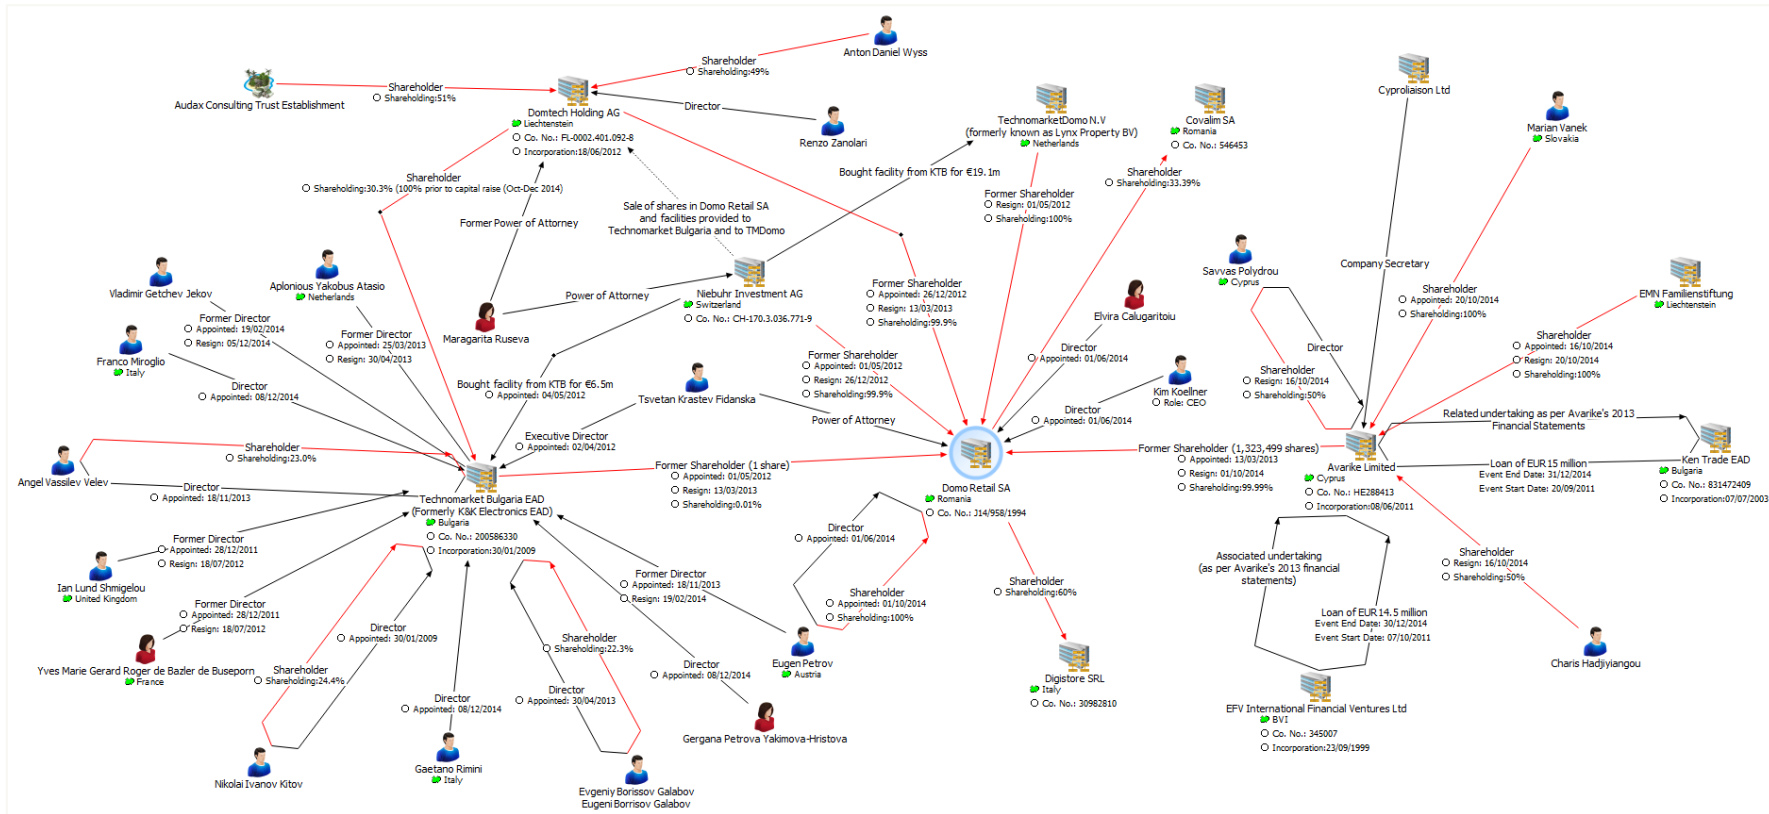 Anton Daniel Wyss
Shareholder
Shareholding:49%
Audax Consulting Trust Establishment
Shareholder
Shareholding:51%
Domtech Holding AG
Liechtenstein
Co. No.: FL-0002.401.092-8
Incorporation:18/06/2012
Director
Renzo Zanolari
TechnomarketDomo N.V
(formerly known as Lynx Property BV)
Netherlands
Covalim SA
Romania
Co. No.: 546453
Cyproliaison Ltd
Marian Vanek
Slovakia
Shareholder
Shareholding:30.3% (100% prior to capital raise (Oct-Dec 2014)
Former Power of Attorney
Sale of shares in Domo Retail SA
and facilities provided to
Technomarket Bulgaria and to TMDomo
Bought facility from KTB for €19.1m
Former Shareholder
Resign: 01/05/2012
Shareholding:100%
Shareholder
Shareholding:33.39%
Company Secretary
Savvas Polydrou
Cyprus
Shareholder
Appointed: 20/10/2014
Shareholding:100%
EMN Familienstiftung
Liechtenstein
Vladimir Getchev Jekov
Aplonious Yakobus Atasio
Netherlands
Maragarita Ruseva
Power of Attorney
Niebuhr Investment AG
Switzerland
Co. No.: CH-170.3.036.771-9
Former Shareholder
Appointed: 26/12/2012
Resign: 13/03/2013
Shareholding:99.9%
Elvira Calugaritoiu
Director
Appointed: 01/06/2014
Former Director
Appointed: 19/02/2014
Resign: 05/12/2014
Former Director
Appointed: 25/03/2013
Resign: 30/04/2013
Franco Miroglio
Italy
Director
Appointed: 08/12/2014
Bought facility from KTB for €6.5m
Appointed: 04/05/2012
Former Shareholder
Appointed: 01/05/2012
Resign: 26/12/2012
Shareholding:99.9%
Tsvetan Krastev Fidanska
Executive Director
Appointed: 02/04/2012
Power of Attorney
Kim Koellner
Role: CEO
Director
Appointed: 01/06/2014
Director
Shareholder
Resign: 16/10/2014
Shareholding:50%
Shareholder
Appointed: 16/10/2014
Resign: 20/10/2014
Shareholding:100%
Related undertaking as per Avarike's 2013
Financial Statements
Angel Vassilev Velev
Shareholder
Shareholding:23.0%
Director
Appointed: 18/11/2013
Technomarket Bulgaria EAD
(Formerly K&K Electronics EAD)
Bulgaria
Co. No.: 200586330
Incorporation:30/01/2009
Former Shareholder (1 share)
Appointed: 01/05/2012
Resign: 13/03/2013
Shareholding:0.01%
Domo Retail SA
Romania
Co. No.: J14/958/1994
Former Shareholder (1,323,499 shares)
Appointed: 13/03/2013
Resign: 01/10/2014
Shareholding:99.99%
Avarike Limited
Cyprus
Co. No.: HE288413
Incorporation:08/06/2011
Loan of EUR 15 million
Event End Date: 31/12/2014
Event Start Date: 20/09/2011
Ken Trade EAD
Bulgaria
Co. No.: 831472409
Incorporation:07/07/2003
Former Director
Appointed: 28/12/2011
Resign: 18/07/2012
Ian Lund Shmigelou
United Kingdom
Former Director
Appointed: 28/12/2011
Resign: 18/07/2012
Yves Marie Gerard Roger de Bazler de Buseporn
France
Director
Appointed: 30/01/2009
Shareholder
Shareholding:24.4%
Nikolai Ivanov Kitov
Director
Appointed: 08/12/2014
Gaetano Rimini
Italy
Director
Appointed: 30/04/2013
Shareholder
Shareholding:22.3%
Evgeniy Borissov Galabov
Eugeni Borrisov Galabov
Former Director
Appointed: 18/11/2013
Resign: 19/02/2014
Eugen Petrov
Austria
Director
Appointed: 08/12/2014
Gergana Petrova Yakimova-Hristova
Director
Appointed: 01/06/2014
Shareholder
Appointed: 01/10/2014
Shareholding:100%
Shareholder
Shareholding:60%
Digistore SRL
Italy
Co. No.: 30982810
Associated undertaking
(as per Avarike's 2013 financial
statements)
Loan of EUR 14.5 million
Event End Date: 30/12/2014
Event Start Date: 07/10/2011
EFV International Financial Ventures Ltd
BVI
Co. No.: 345007
Incorporation:23/09/1999
Shareholder
Resign: 16/10/2014
Shareholding:50%
Charis Hadjiyiangou